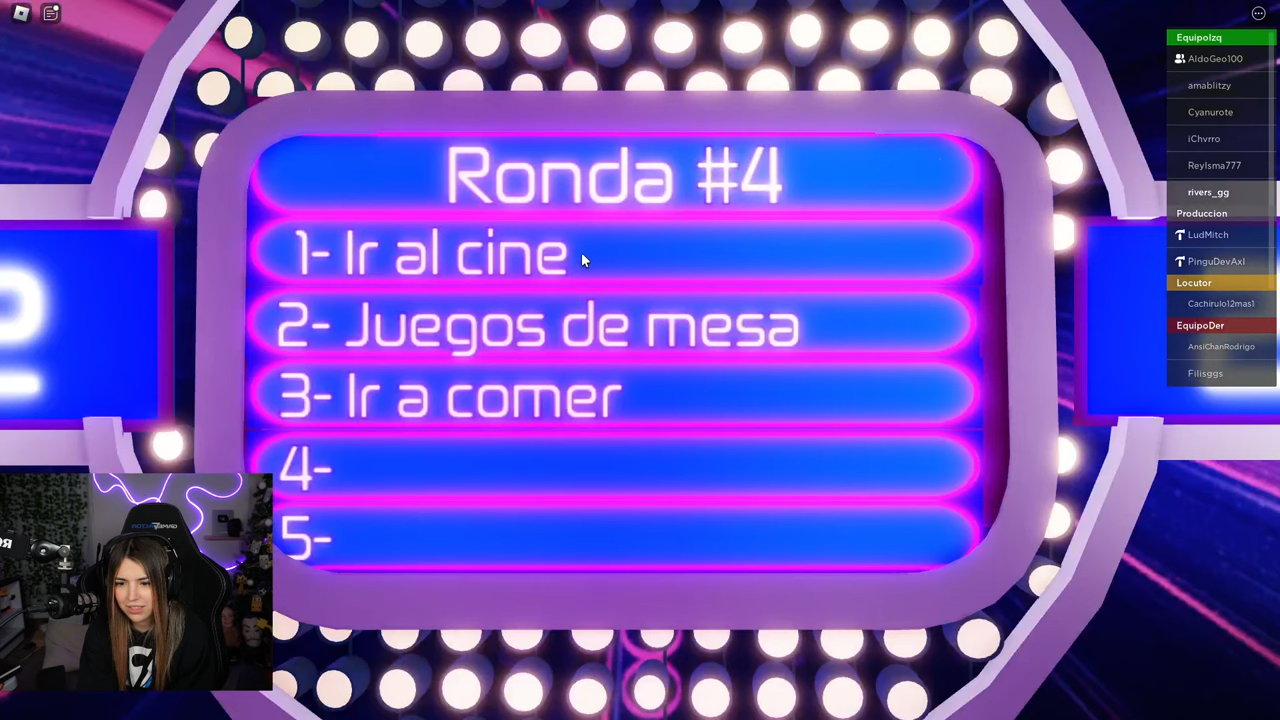 Ronda #4
1- Ir al cine
2- Juegos de mesa
3- Ir a comer
4-
5-
EquipoIzq
AldoGeo100
amablitzy
Cyanurote
iChvrro
ReyIsma777
rivers_gg
Produccion
LudMitch
PinguDevAxl
Locutor
Cachirulo12mas1
EquipoDer
AnsiChanRodrigo
Filisggs